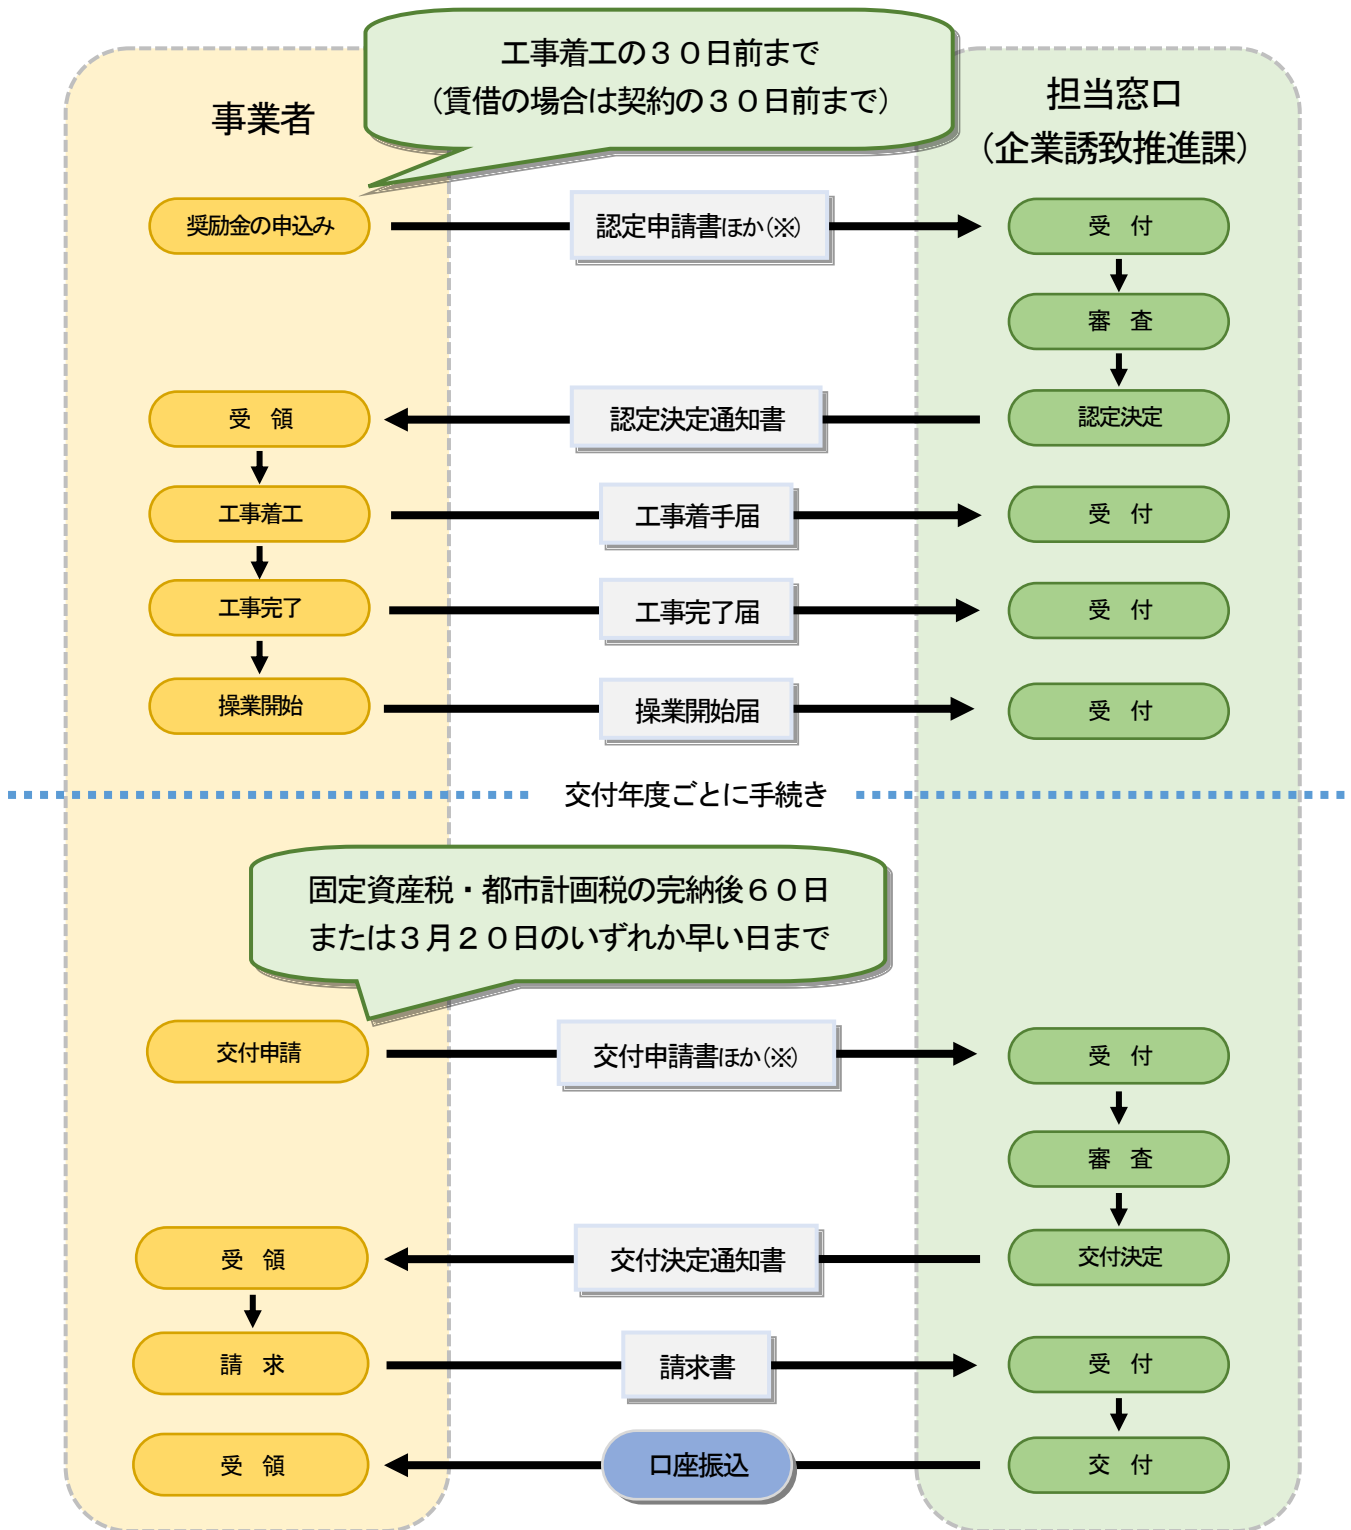 工事着工の３０日前まで
（賃借の場合は契約の３０日前まで）
事業者
担当窓口
（企業誘致推進課）
奨励金の申込み
認定申請書ほか（※）
受　付
審　査
受　領
認定決定通知書
認定決定
工事着工
工事着手届
受　付
工事完了
工事完了届
受　付
操業開始
操業開始届
受　付
交付年度ごとに手続き
固定資産税・都市計画税の完納後６０日
または３月２０日のいずれか早い日まで
交付申請
交付申請書ほか（※）
受　付
審　査
受　領
交付決定通知書
交付決定
請　求
請求書
受　付
受　領
口座振込
交　付